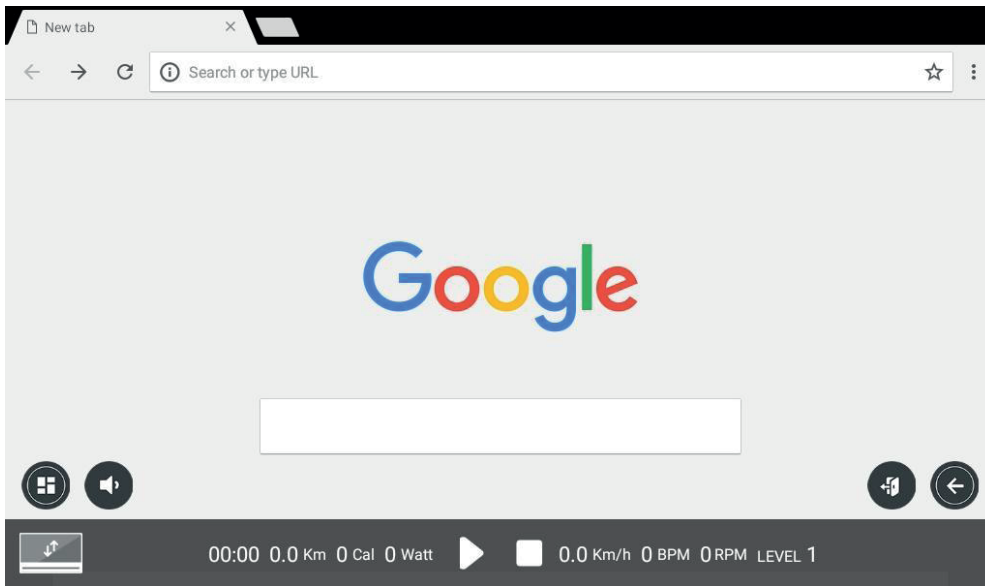 New tab
Search or type URL
Google
00:00 0.0 Km 0 Cal 0 Watt 0.0 Km/h 0 BPM 0 RPM LEVEL 1